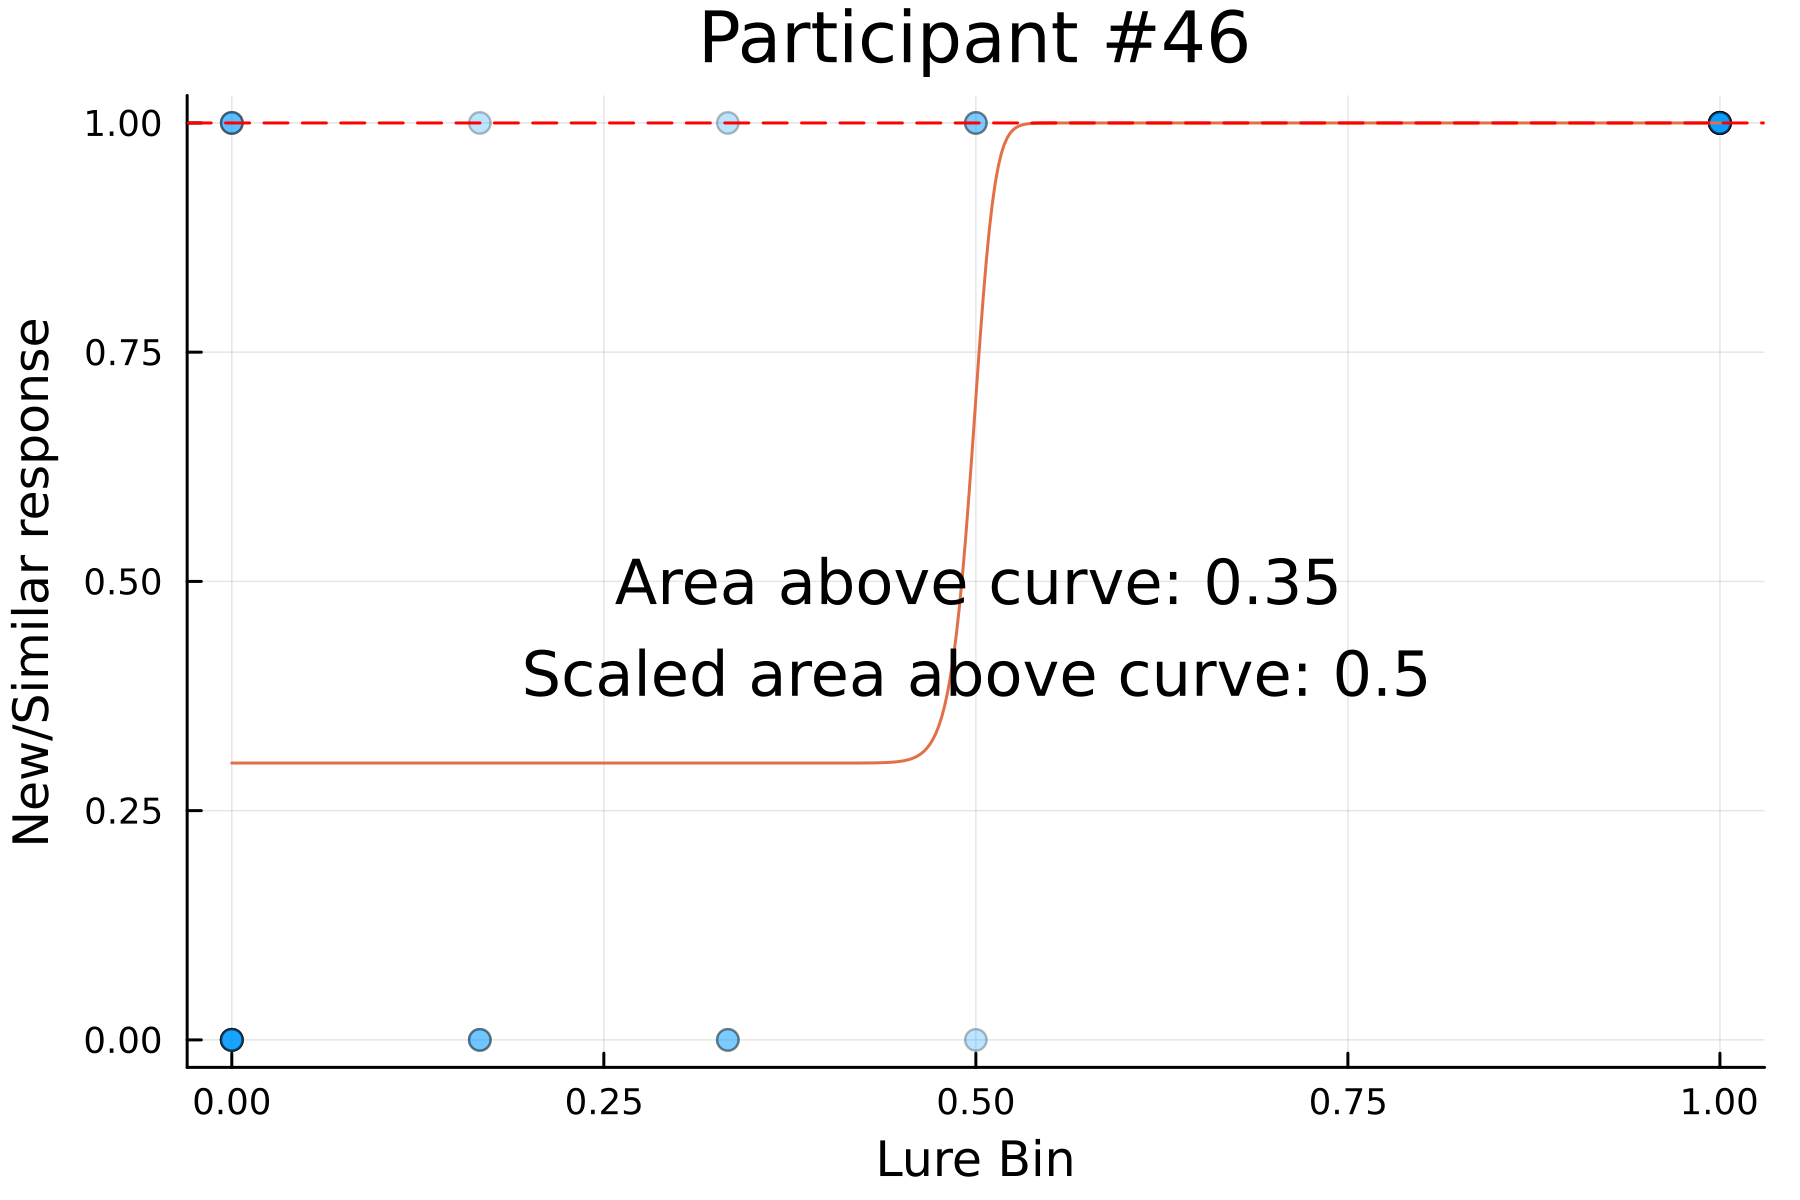 Participant #46
1.00
0.75
0.50
0.25
0.00
New/Similar response
Area above curve: 0.35
Scaled area above curve: 0.5
0.00 0.25 0.50 0.75 1.00
Lure Bin